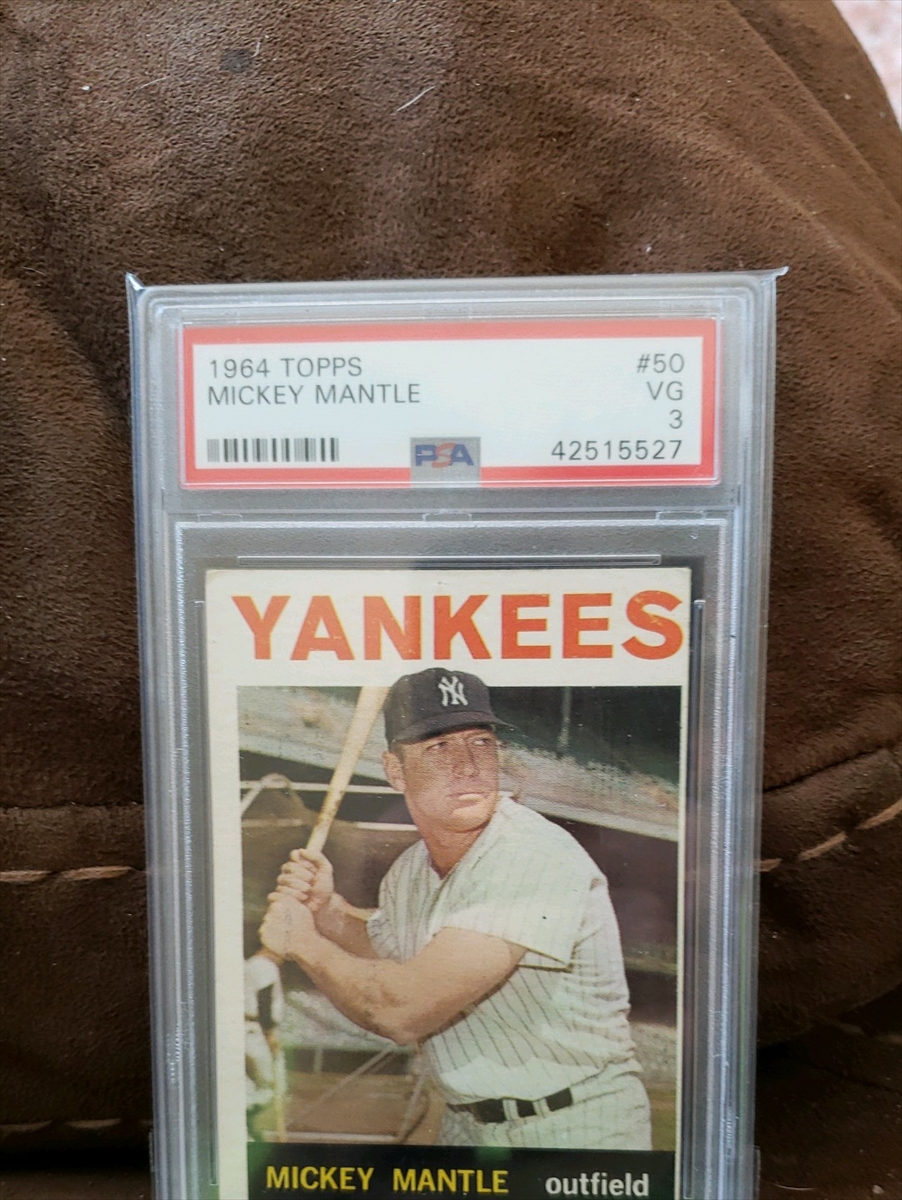 1964 TOPPS #50
MICKEY MANTLE VG
3
PSA 42515527
YANKEES
NY
MICKEY MANTLE outfield